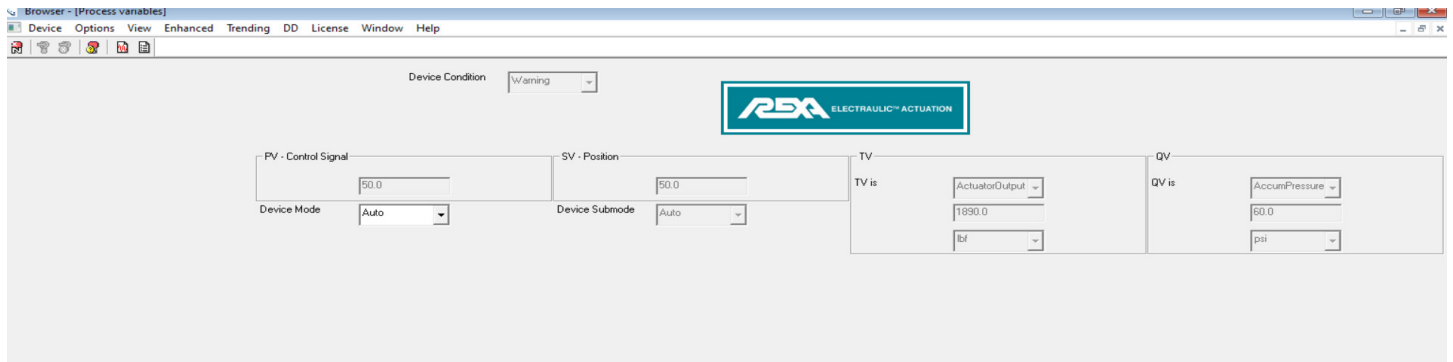 Browser - [Process variables]
Device Options View Enhanced Trending DD License Window Help
Device Condition Warning
REXA ELECTRAULIC™ ACTUATION
PV - Control Signal SV - Position TV QV
50.0 50.0 TV is ActuatorOutput QV is AccumPressure
Device Mode Auto Device Submode Auto 1890.0 60.0
lbf psi